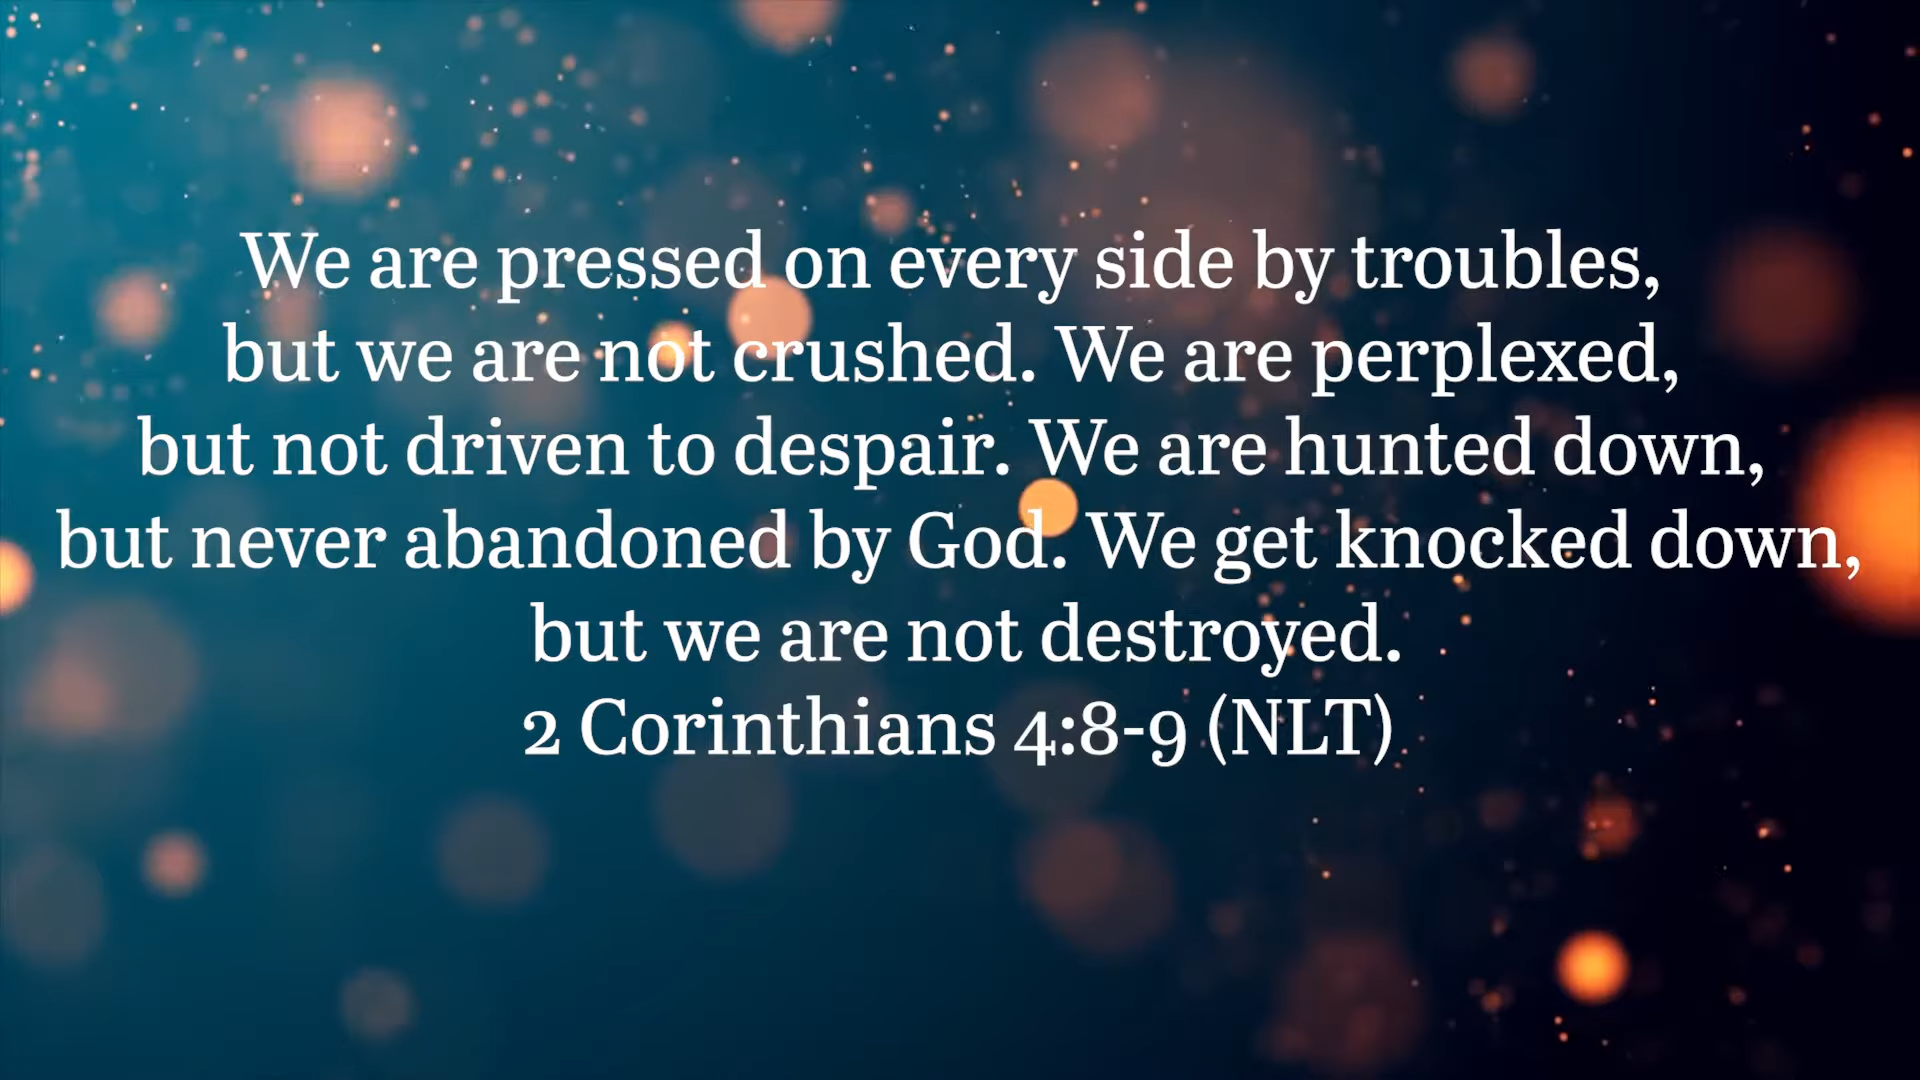 We are pressed on every side by troubles,
but we are not crushed. We are perplexed,
but not driven to despair. We are hunted down,
but never abandoned by God. We get knocked down,
but we are not destroyed.
2 Corinthians 4:8-9 (NLT)